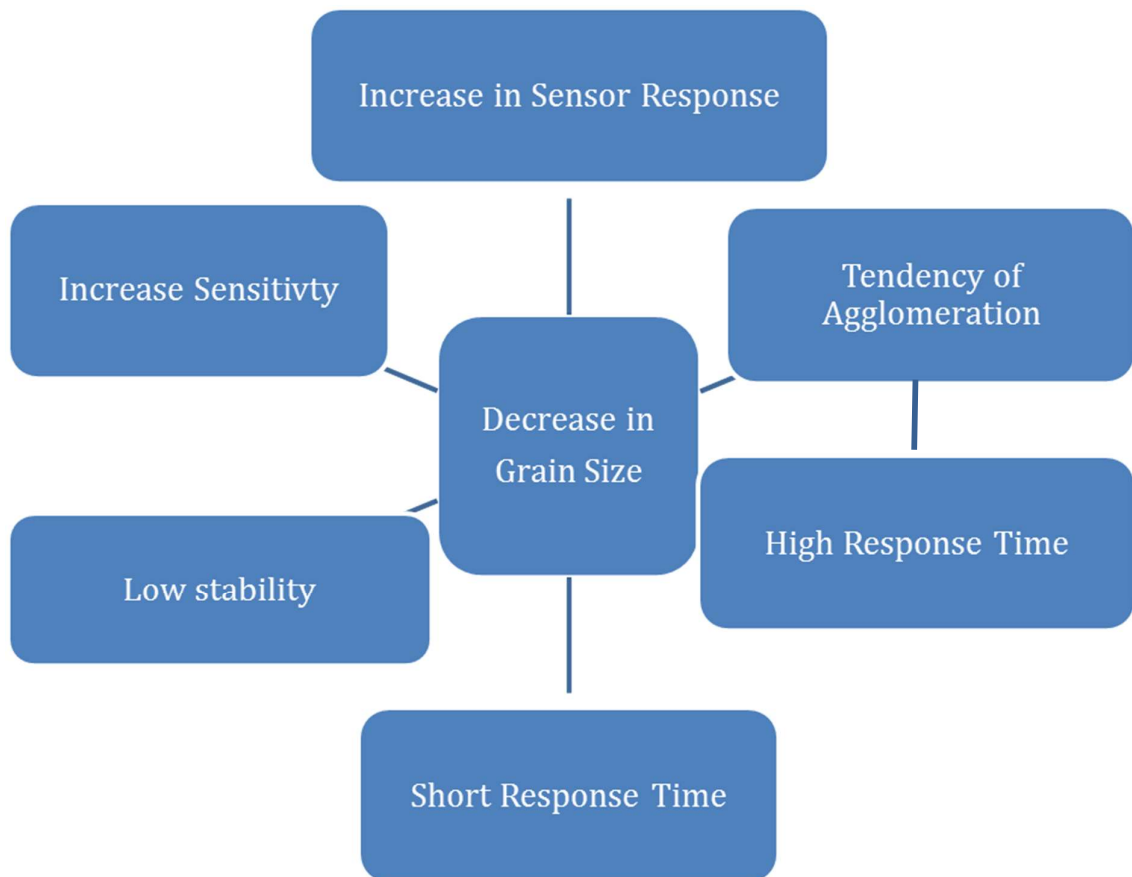 Increase in Sensor Response
Increase Sensitivty
Tendency of
Agglomeration
Decrease in
Grain Size
High Response Time
Low stability
Short Response Time